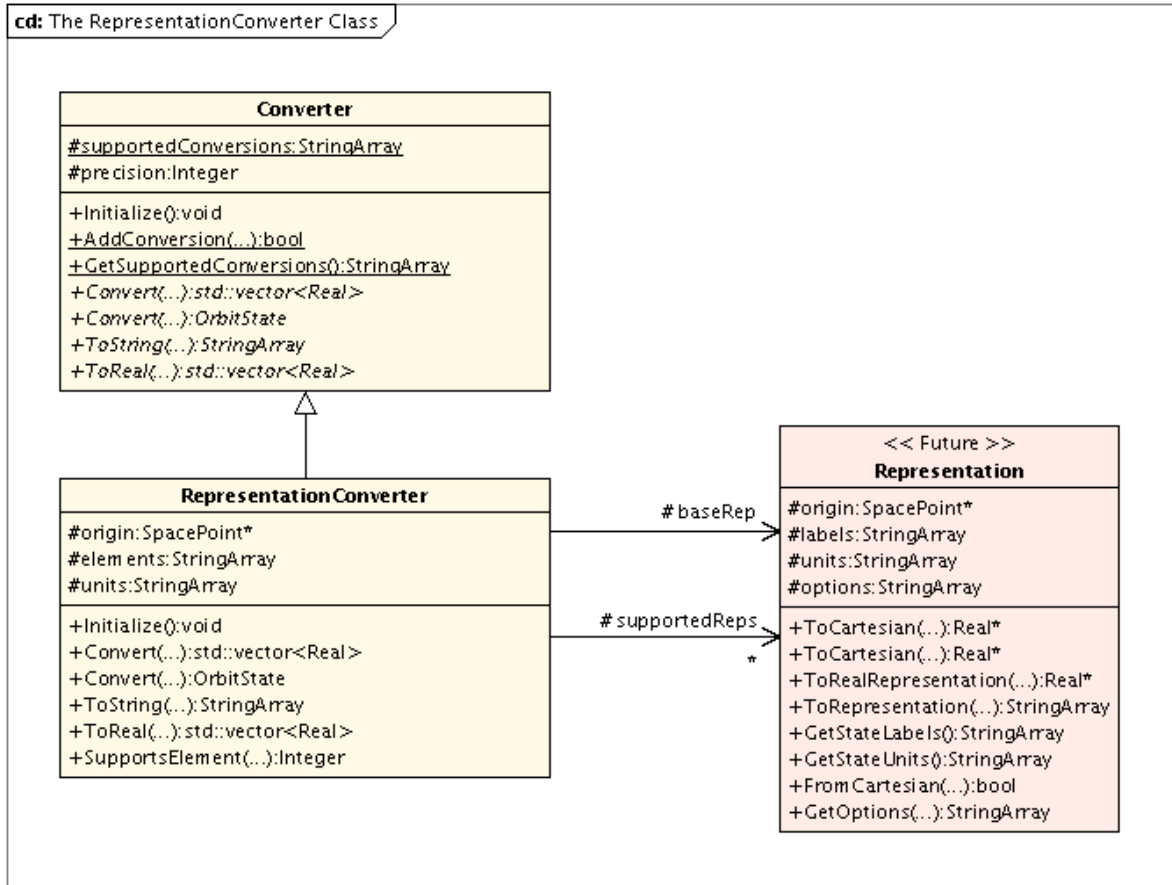 cd: The RepresentationConverter Class
Converter
#supportedConversions:StringArray
#precision:Integer
+Initialize():void
+AddConversion(...):bool
+GetSupportedConversions():StringArray
+Convert(...):std::vector<Real>
+Convert(...):OrbitState
+ToString(...):StringArray
+ToReal(...):std::vector<Real>
RepresentationConverter
#origin:SpacePoint*
#elements:StringArray
#units:StringArray
+Initialize():void
+Convert(...):std::vector<Real>
+Convert(...):OrbitState
+ToString(...):StringArray
+ToReal(...):std::vector<Real>
+SupportsElement(...):Integer
#baseRep
#supportedReps
*
<< Future >>
Representation
#origin:SpacePoint*
#labels:StringArray
#units:StringArray
#options:StringArray
+ToCartesian(...):Real*
+ToCartesian(...):Real*
+ToRealRepresentation(...):Real*
+ToRepresentation(...):StringArray
+GetStateLabels():StringArray
+GetStateUnits():StringArray
+FromCartesian(...):bool
+GetOptions(...):StringArray